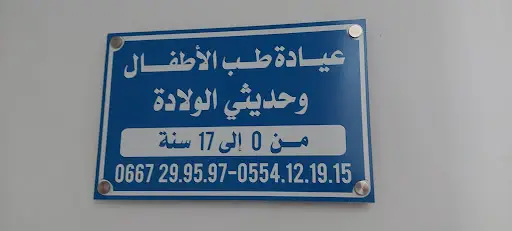 عيادة طب الأطفال
وحديثي الولادة
من 0 إلى 17 سنة
0667 29.95.97-0554.12.19.15